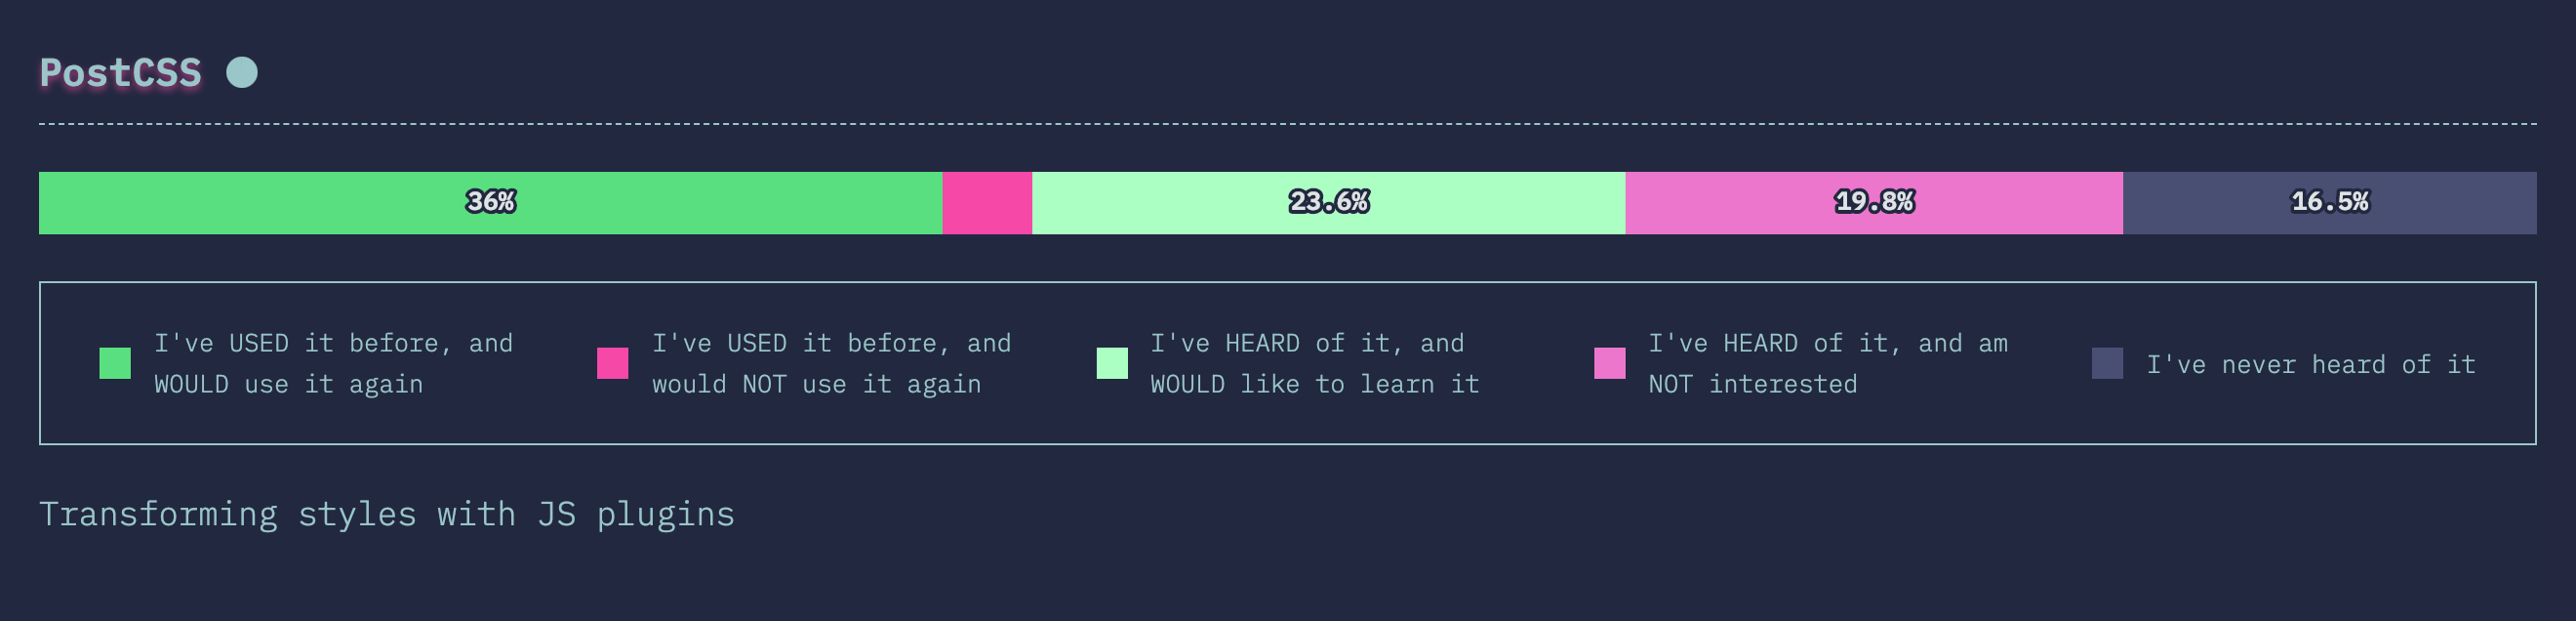 PostCSS
36% 23.6% 19.8% 16.5%
I've USED it before, and
WOULD use it again
I've USED it before, and
would NOT use it again
I've HEARD of it, and
WOULD like to learn it
I've HEARD of it, and am
NOT interested
I've never heard of it
Transforming styles with JS plugins